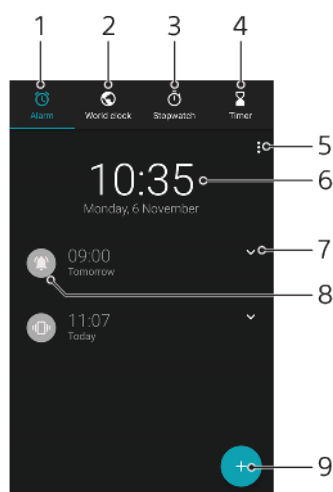 1 2 3 4
Alarm World clock Stopwatch Timer
5
10:35 6
Monday, 6 November
7
09:00
Tomorrow
8
11:07
Today
9